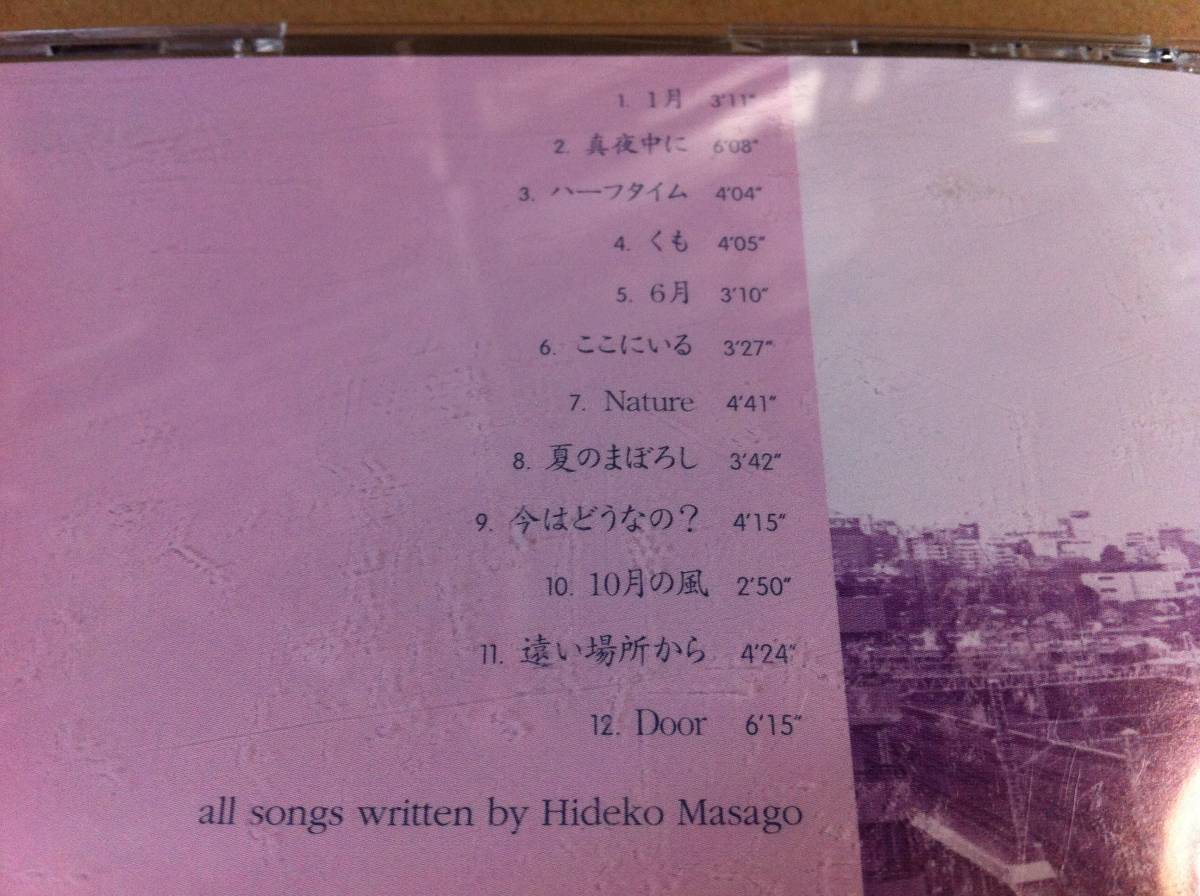 1. 1月 3'11"
2. 真夜中に 6'08"
3. ハーフタイム 4'04"
4. くも 4'05"
5. 6月 3'10"
6. ここにいる 3'27"
7. Nature 4'41"
8. 夏のまぼろし 3'42"
9. 今はどうなの？ 4'15"
10. 10月の風 2'50"
11. 遠い場所から 4'24"
12. Door 6'15"
all songs written by Hideko Masago